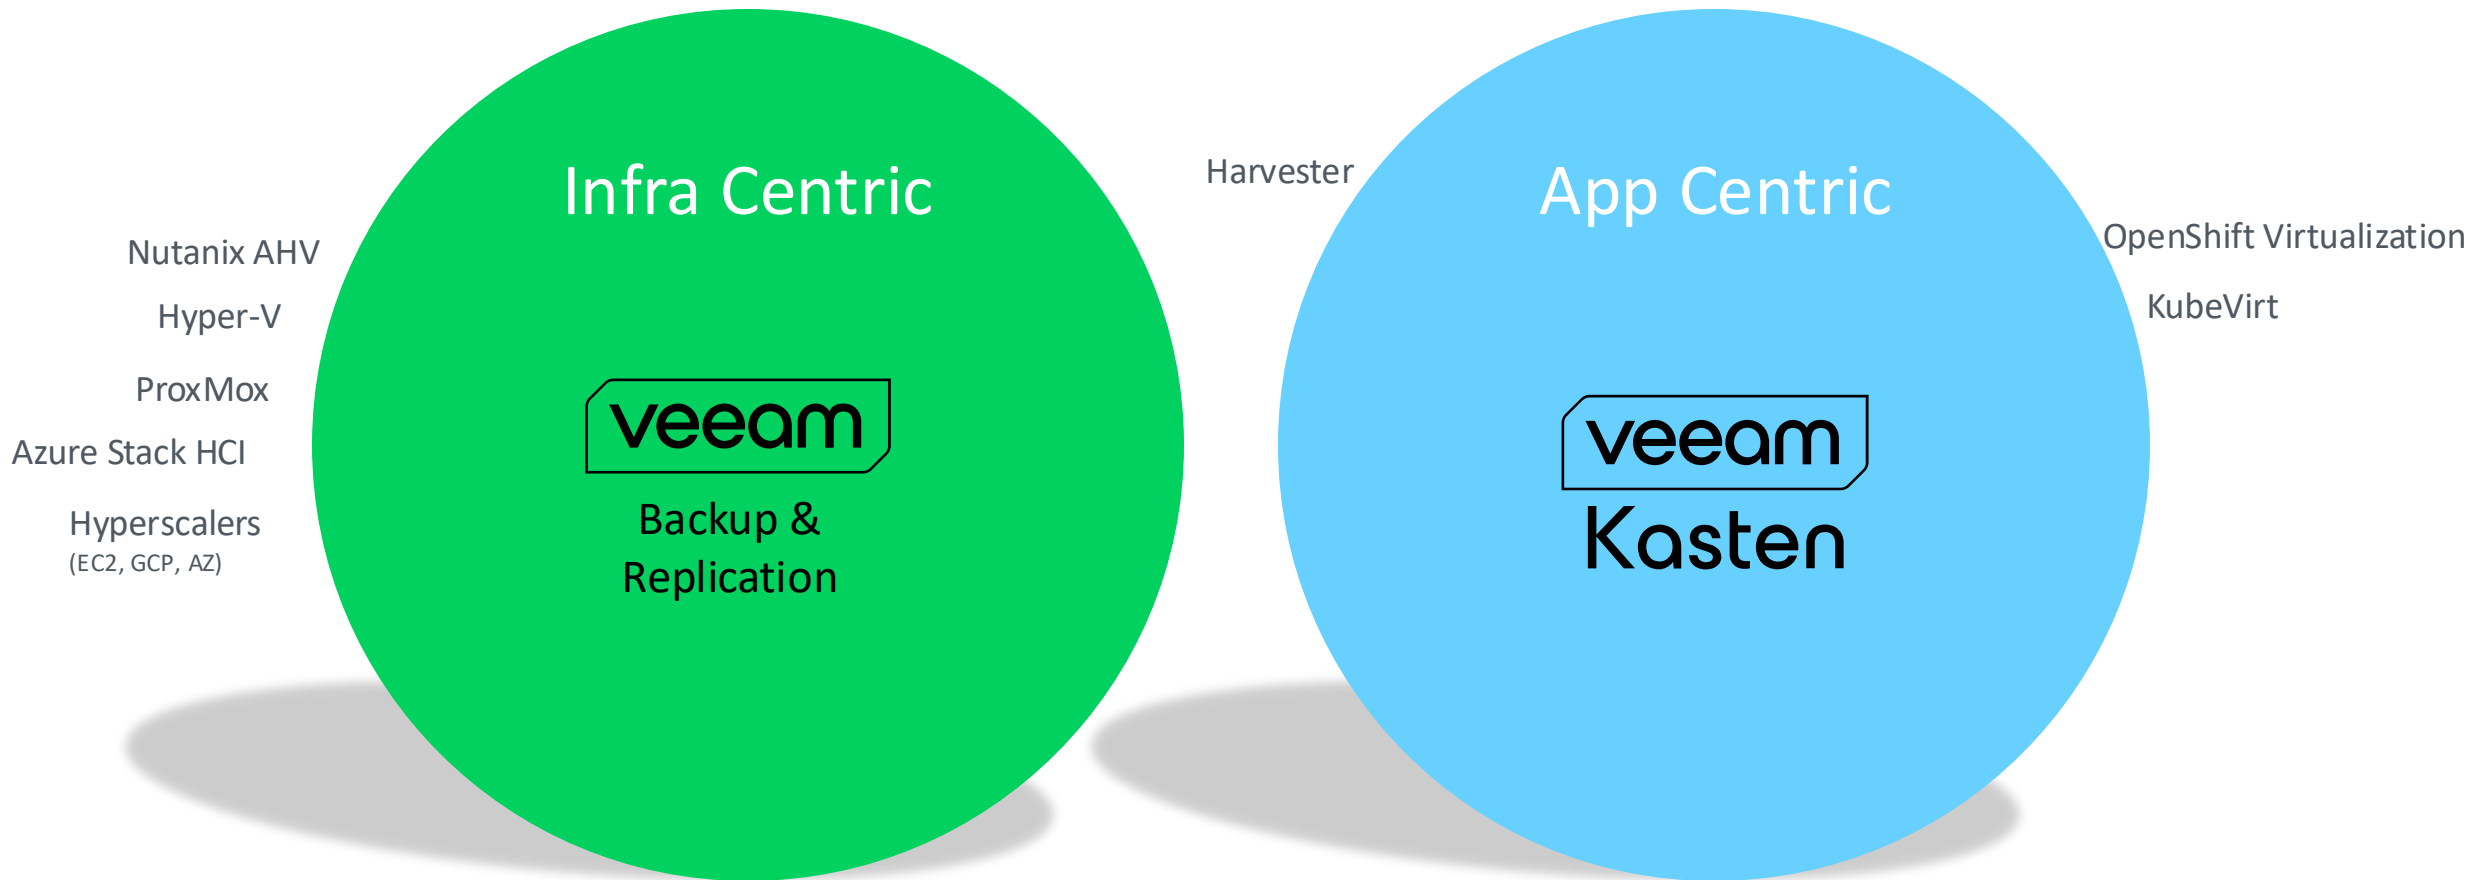 Infra Centric
Nutanix AHV
Hyper-V
ProxMox
Azure Stack HCI
Hyperscalers
(EC2, GCP, AZ)
veeam
Backup &
Replication
Harvester
App Centric
OpenShift Virtualization
KubeVirt
veeam
Kasten